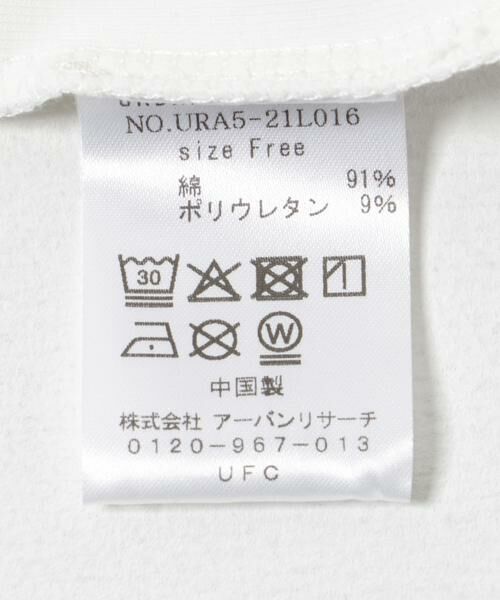 NO.URA5-21L016
size Free
綿 91%
ポリウレタン 9%
30
W
中国製
株式会社 アーバンリサーチ
0120-967-013
UFC